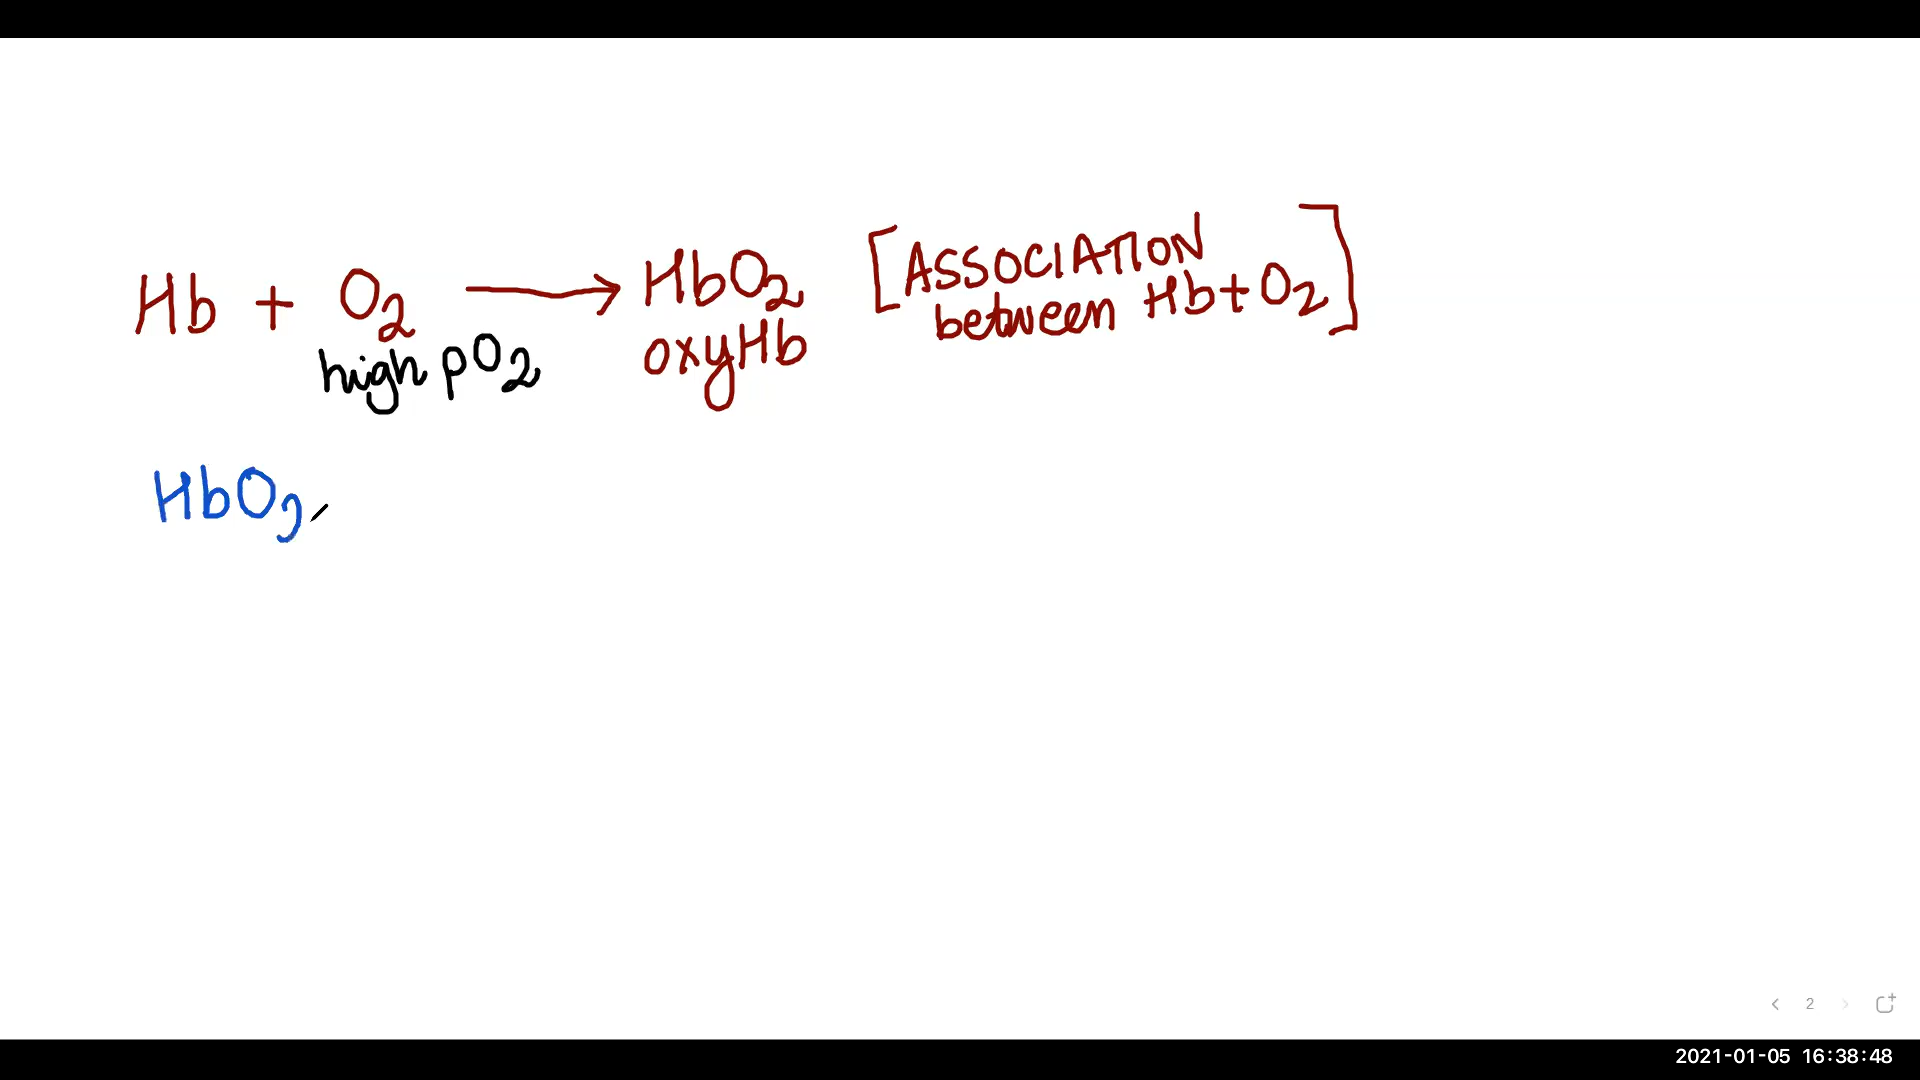 Hb + O2 → HbO2 [ASSOCIATION
between Hb + O2]
high pO2
oxyHb
HbO2
2
2021-01-05 16:38:48